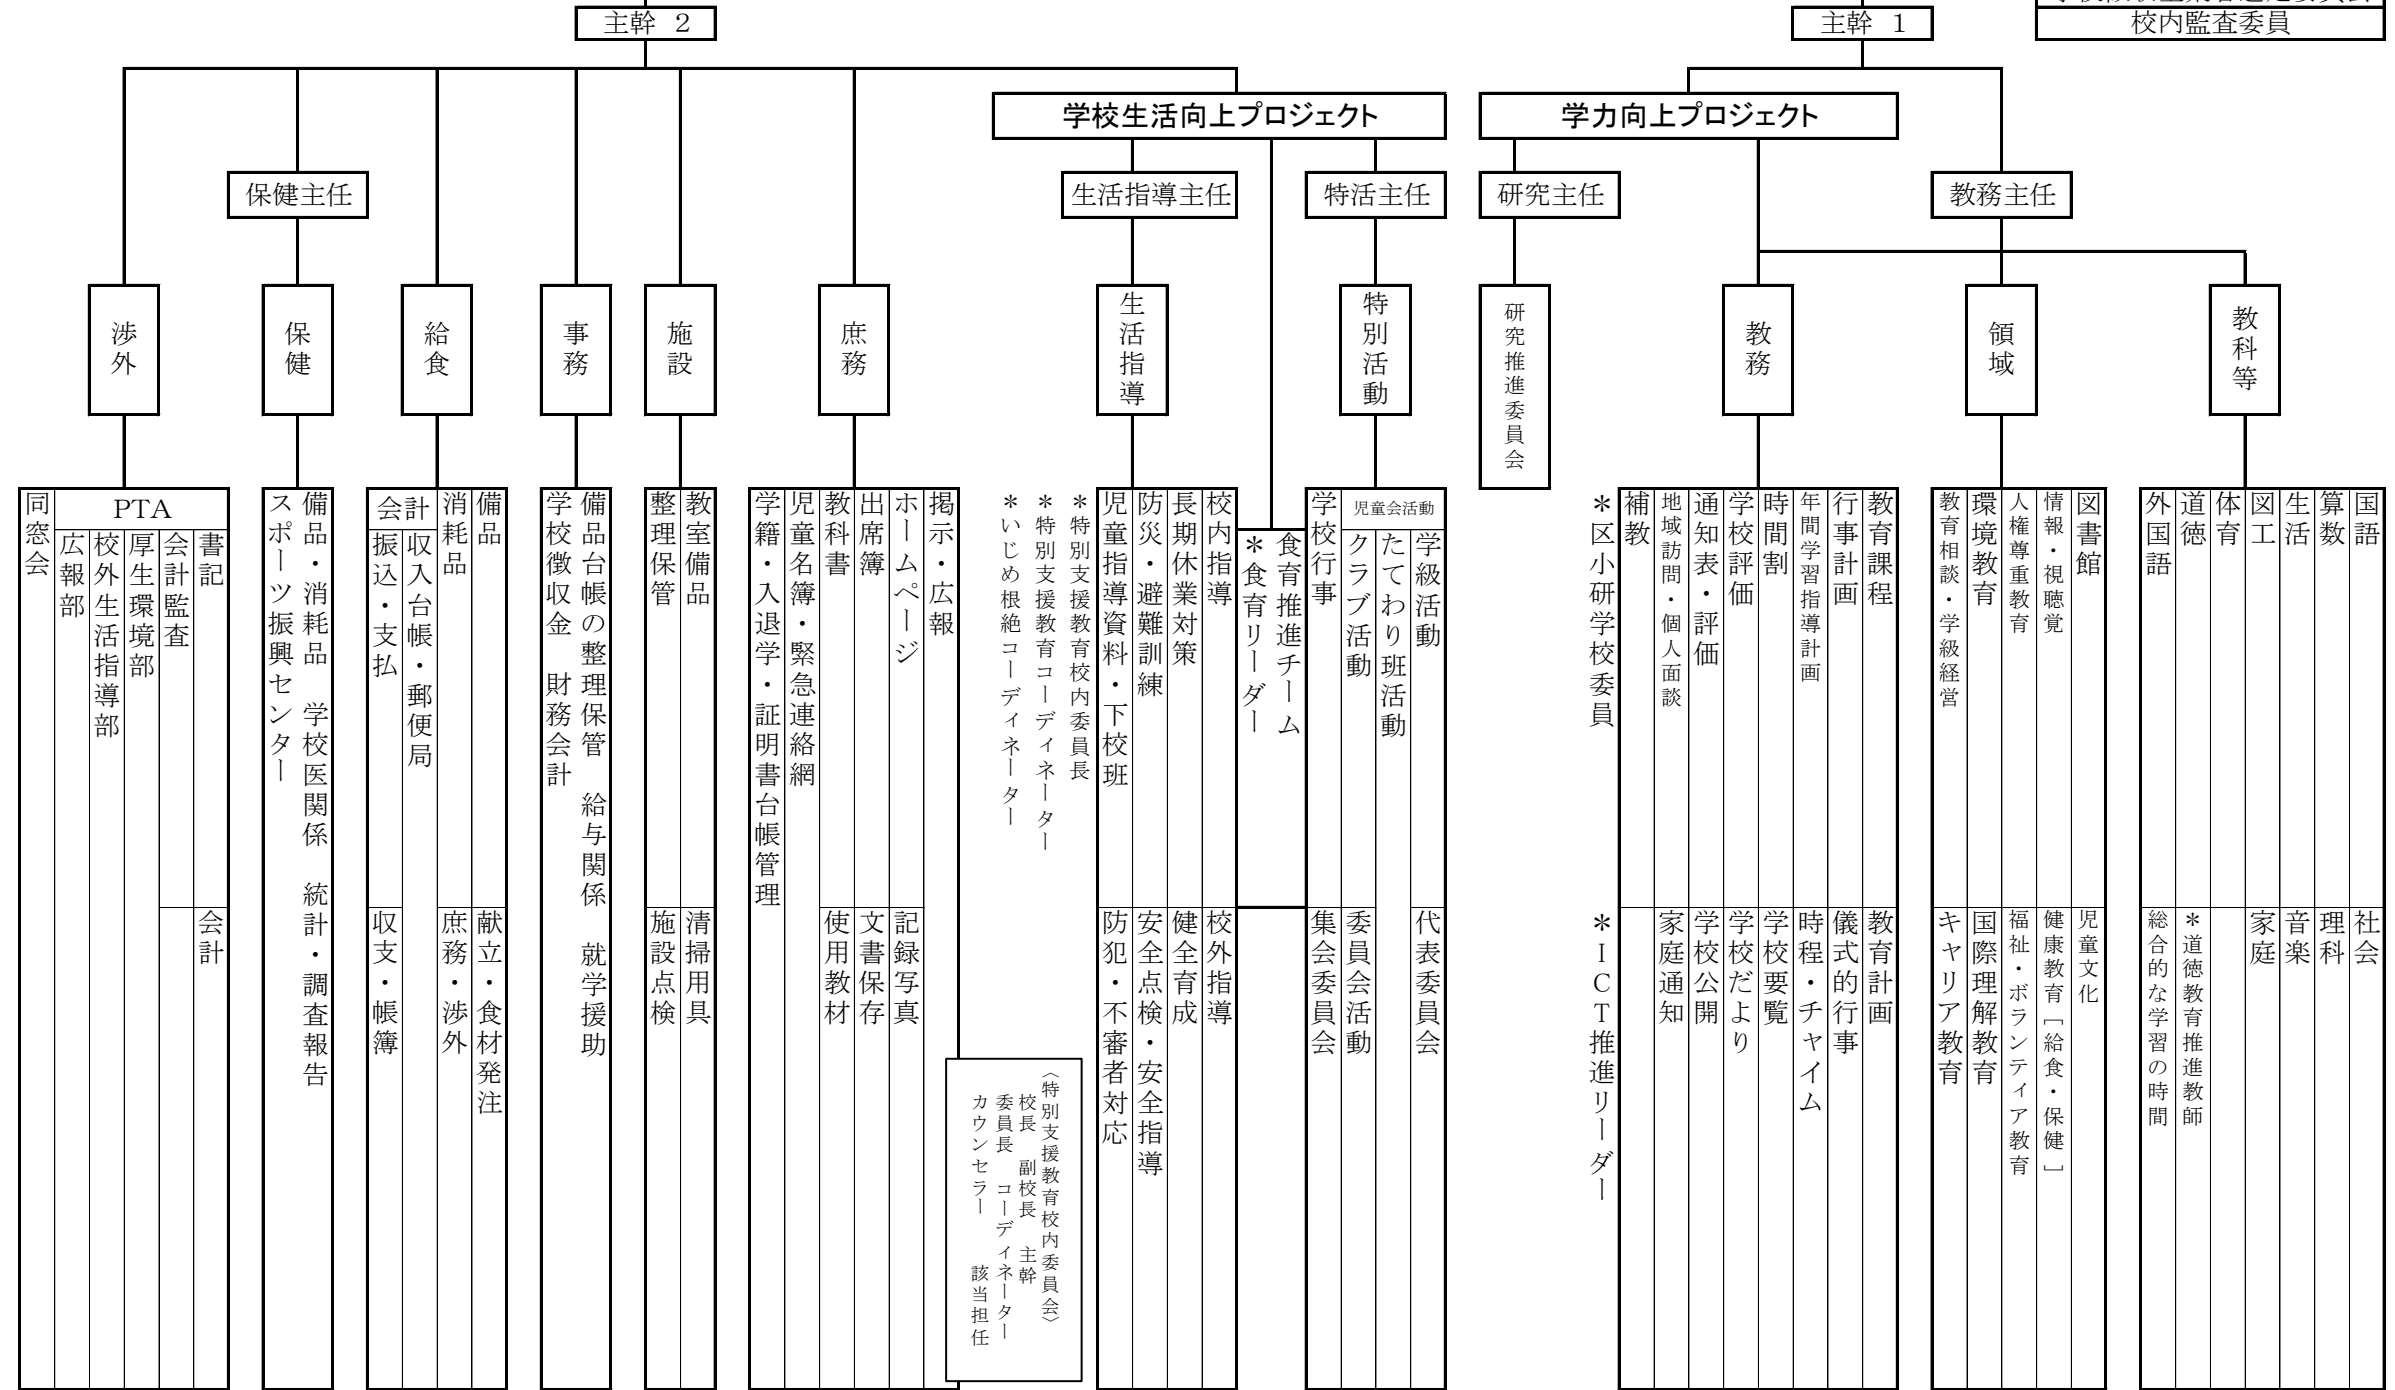 主幹 2
主幹 1
校内監査委員
学校生活向上プロジェクト
学力向上プロジェクト
保健主任
生活指導主任
特活主任
研究主任
教務主任
教科等
領域
教務
研究推進委員会
特別活動
生活指導
庶務
施設
事務
給食
保健
渉外
国語
社会
算数
理科
生活
音楽
図工
家庭
体育
道徳
*道徳教育推進教師
外国語
総合的な学習の時間
図書館
児童文化
情報・視聴覚
健康教育[給食・保健]
人権尊重教育
福祉・ボランティア教育
環境教育
国際理解教育
教育相談・学級経営
キャリア教育
教育課程
教育計画
行事計画
儀式的行事
年間学習指導計画
時程・チャイム
時間割
学校要覧
学校評価
学校だより
通知表・評価
学校公開
地域訪問・個人面談
家庭通知
補教
*区小研学校委員
*ICT推進リーダー
児童会活動
学級活動
代表委員会
たてわり班活動
クラブ活動
委員会活動
学校行事
集会委員会
食育推進チーム
*食育リーダー
校内指導
校外指導
長期休業対策
健全育成
防災・避難訓練
安全点検・安全指導
児童指導資料・下校班
防犯・不審者対応
*特別支援教育校内委員長
*特別支援教育コーディネーター
*いじめ根絶コーディネーター
〈特別支援教育校内委員会〉
校長 副校長 主幹
委員長 コーディネーター
カウンセラー 該当担任
掲示・広報
ホームページ
記録写真
出席簿
文書保存
教科書
使用教材
児童名簿・緊急連絡網
学籍・入退学・証明書台帳管理
教室備品
清掃用具
整理保管
施設点検
備品台帳の整理保管 給与関係 就学援助
学校徴収金 財務会計
備品
献立・食材発注
消耗品
庶務・渉外
会計
収入台帳・郵便局
振込・支払
収支・帳簿
備品・消耗品 学校医関係 統計・調査報告
スポーツ振興センター
PTA
書記
会計
会計監査
厚生環境部
校外生活指導部
広報部
同窓会